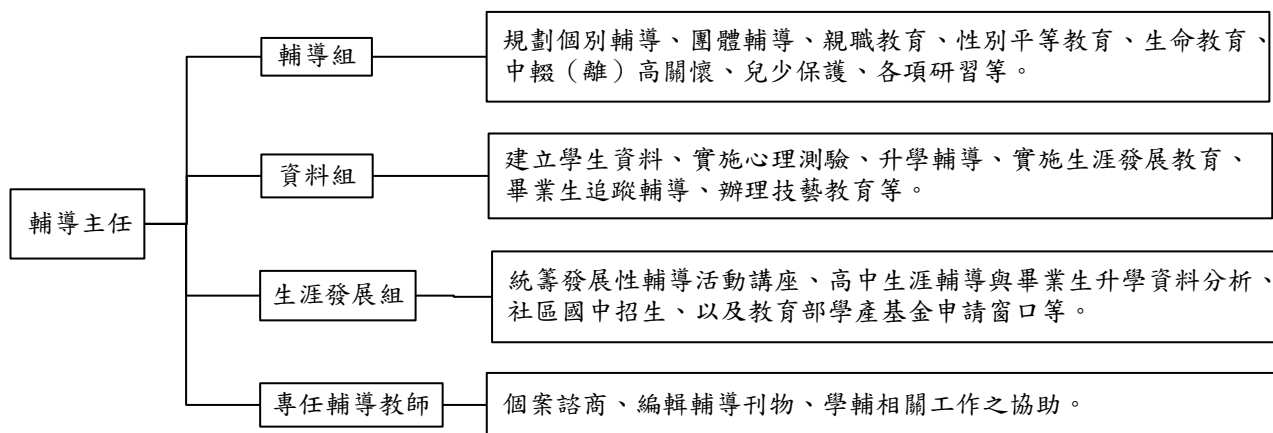 輔導主任
輔導組
規劃個別輔導、團體輔導、親職教育、性別平等教育、生命教育、
中輟（離）高關懷、兒少保護、各項研習等。
資料組
建立學生資料、實施心理測驗、升學輔導、實施生涯發展教育、
畢業生追蹤輔導、辦理技藝教育等。
生涯發展組
統籌發展性輔導活動講座、高中生涯輔導與畢業生升學資料分析、
社區國中招生、以及教育部學產基金申請窗口等。
專任輔導教師
個案諮商、編輯輔導刊物、學輔相關工作之協助。